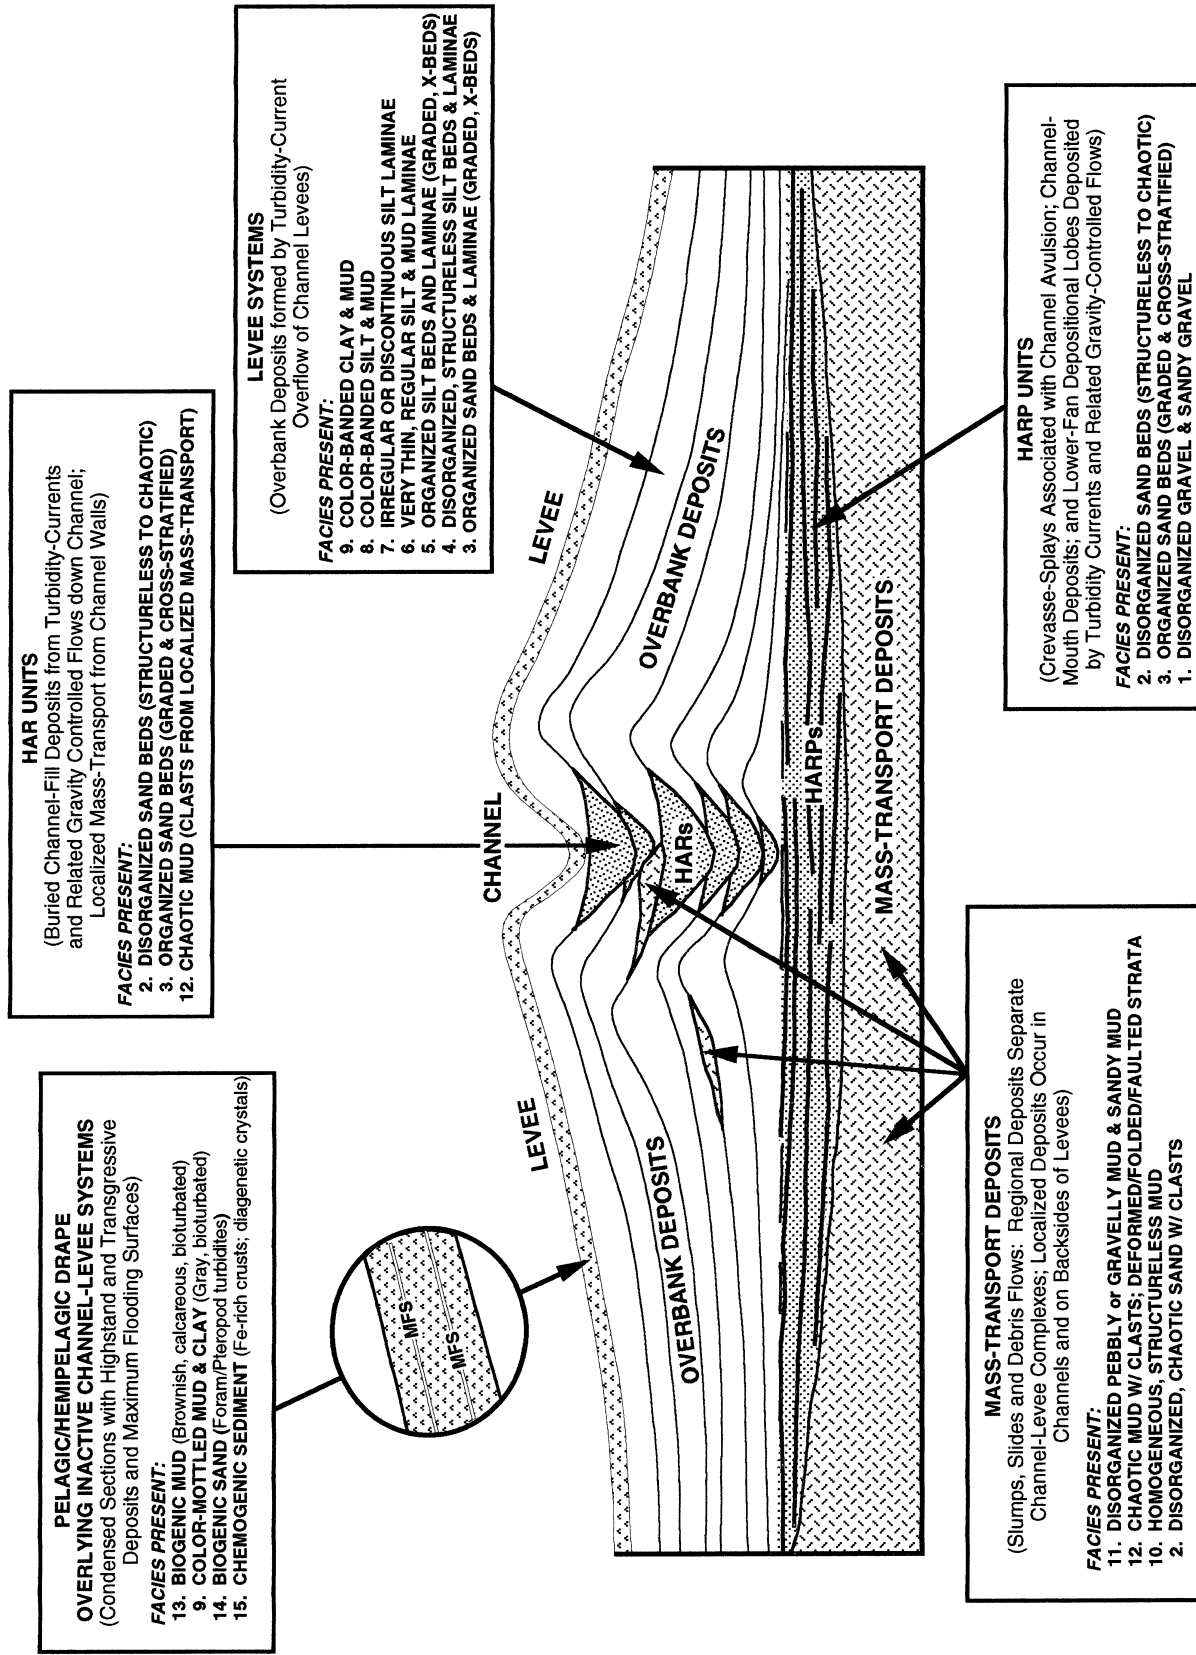 PELAGIC/HEMIPELAGIC DRAPE
OVERLYING INACTIVE CHANNEL-LEVEE SYSTEMS
(Condensed Sections with Highstand and Transgressive
Deposits and Maximum Flooding Surfaces)
FACIES PRESENT:
13. BIOGENIC MUD (Brownish, calcareous, bioturbated)
9. COLOR-MOTTLED MUD & CLAY (Gray, bioturbated)
14. BIOGENIC SAND (Foram/Pteropod turbidites)
15. CHEMOGENIC SEDIMENT (Fe-rich crusts; diagenetic crystals)
HAR UNITS
(Buried Channel-Fill Deposits from Turbidity-Currents
and Related Gravity Controlled Flows down Channel;
Localized Mass-Transport from Channel Walls)
FACIES PRESENT:
2. DISORGANIZED SAND BEDS (STRUCTURELESS TO CHAOTIC)
3. ORGANIZED SAND BEDS (GRADED & CROSS-STRATIFIED)
12. CHAOTIC MUD (CLASTS FROM LOCALIZED MASS-TRANSPORT)
LEVEE SYSTEMS
(Overbank Deposits formed by Turbidity-Current
Overflow of Channel Levees)
FACIES PRESENT:
9. COLOR-BANDED CLAY & MUD
8. COLOR-BANDED SILT & MUD
7. IRREGULAR OR DISCONTINUOUS SILT LAMINAE
6. VERY THIN, REGULAR SILT & MUD LAMINAE
5. ORGANIZED SILT BEDS AND LAMINAE (GRADED, X-BEDS)
4. DISORGANIZED, STRUCTURELESS SILT BEDS & LAMINAE
3. ORGANIZED SAND BEDS & LAMINAE (GRADED, X-BEDS)
MFS
MFS
LEVEE
CHANNEL
LEVEE
OVERBANK DEPOSITS
HARs
OVERBANK DEPOSITS
HARPs
MASS-TRANSPORT DEPOSITS
MASS-TRANSPORT DEPOSITS
(Slumps, Slides and Debris Flows: Regional Deposits Separate
Channel-Levee Complexes; Localized Deposits Occur in
Channels and on Backsides of Levees)
FACIES PRESENT:
11. DISORGANIZED PEBBLY or GRAVELLY MUD & SANDY MUD
12. CHAOTIC MUD W/ CLASTS; DEFORMED/FOLDED/FAULTED STRATA
10. HOMOGENEOUS, STRUCTURELESS MUD
2. DISORGANIZED, CHAOTIC SAND W/ CLASTS
HARP UNITS
(Crevasse-Splays Associated with Channel Avulsion; Channel-
Mouth Deposits; and Lower-Fan Depositional Lobes Deposited
by Turbidity Currents and Related Gravity-Controlled Flows)
FACIES PRESENT:
2. DISORGANIZED SAND BEDS (STRUCTURELESS TO CHAOTIC)
3. ORGANIZED SAND BEDS (GRADED & CROSS-STRATIFIED)
1. DISORGANIZED GRAVEL & SANDY GRAVEL